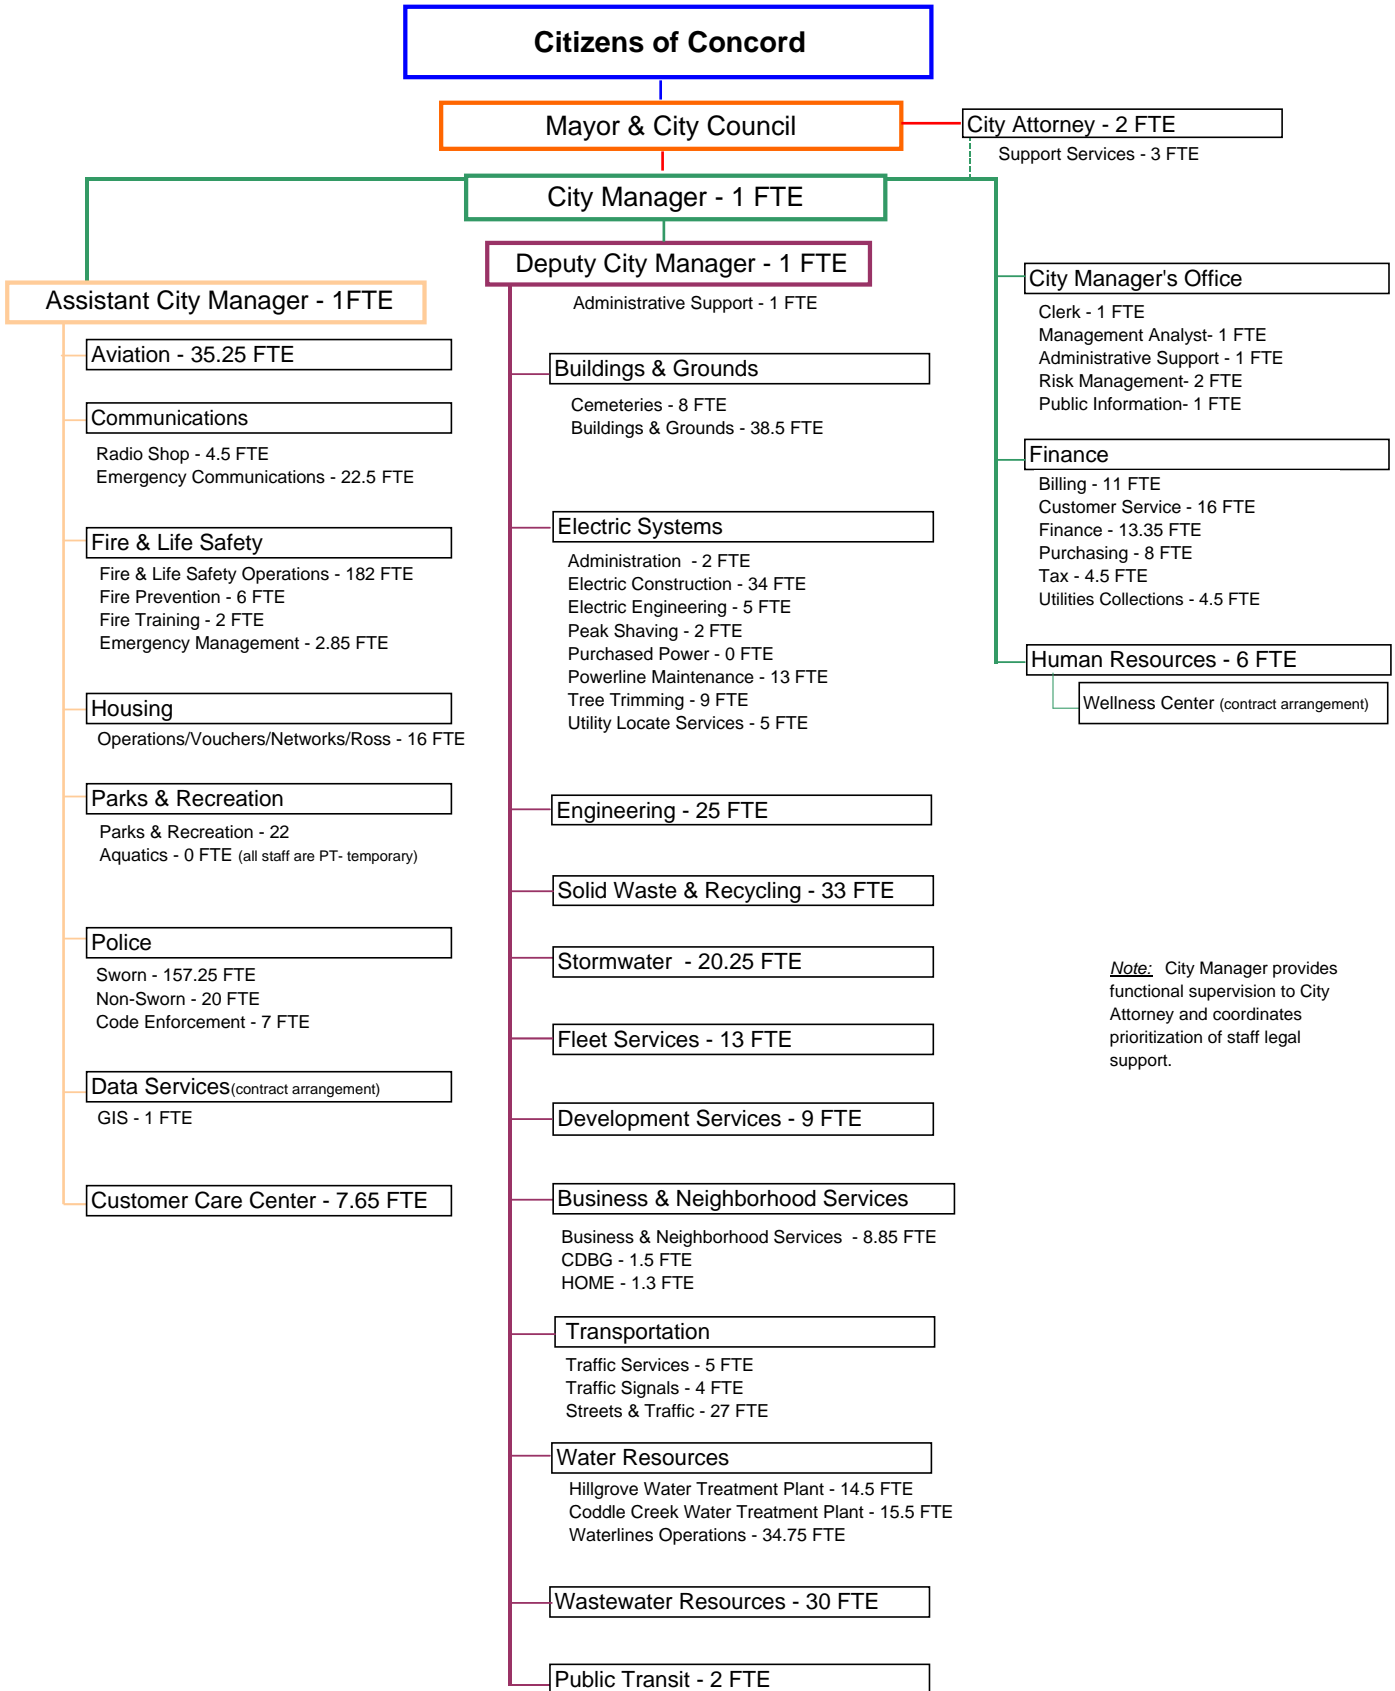 Citizens of Concord
Mayor & City Council
City Attorney - 2 FTE
Support Services - 3 FTE
City Manager - 1 FTE
Deputy City Manager - 1 FTE
Administrative Support - 1 FTE
Assistant City Manager - 1FTE
Aviation - 35.25 FTE
Communications
Radio Shop - 4.5 FTE
Emergency Communications - 22.5 FTE
Fire & Life Safety
Fire & Life Safety Operations - 182 FTE
Fire Prevention - 6 FTE
Fire Training - 2 FTE
Emergency Management - 2.85 FTE
Housing
Operations/Vouchers/Networks/Ross - 16 FTE
Parks & Recreation
Parks & Recreation - 22
Aquatics - 0 FTE (all staff are PT- temporary)
Police
Sworn - 157.25 FTE
Non-Sworn - 20 FTE
Code Enforcement - 7 FTE
Data Services(contract arrangement)
GIS - 1 FTE
Customer Care Center - 7.65 FTE
Buildings & Grounds
Cemeteries - 8 FTE
Buildings & Grounds - 38.5 FTE
Electric Systems
Administration  - 2 FTE
Electric Construction - 34 FTE
Electric Engineering - 5 FTE
Peak Shaving - 2 FTE
Purchased Power - 0 FTE
Powerline Maintenance - 13 FTE
Tree Trimming - 9 FTE
Utility Locate Services - 5 FTE
Engineering - 25 FTE
Solid Waste & Recycling - 33 FTE
Stormwater  - 20.25 FTE
Fleet Services - 13 FTE
Development Services - 9 FTE
Business & Neighborhood Services
Business & Neighborhood Services  - 8.85 FTE
CDBG - 1.5 FTE
HOME - 1.3 FTE
Transportation
Traffic Services - 5 FTE
Traffic Signals - 4 FTE
Streets & Traffic - 27 FTE
Water Resources
Hillgrove Water Treatment Plant - 14.5 FTE
Coddle Creek Water Treatment Plant - 15.5 FTE
Waterlines Operations - 34.75 FTE
Wastewater Resources - 30 FTE
Public Transit - 2 FTE
City Manager's Office
Clerk - 1 FTE
Management Analyst- 1 FTE
Administrative Support - 1 FTE
Risk Management- 2 FTE
Public Information- 1 FTE
Finance
Billing - 11 FTE
Customer Service - 16 FTE
Finance - 13.35 FTE
Purchasing - 8 FTE
Tax - 4.5 FTE
Utilities Collections - 4.5 FTE
Human Resources - 6 FTE
Wellness Center (contract arrangement)
Note:  City Manager provides
functional supervision to City
Attorney and coordinates
prioritization of staff legal
support.